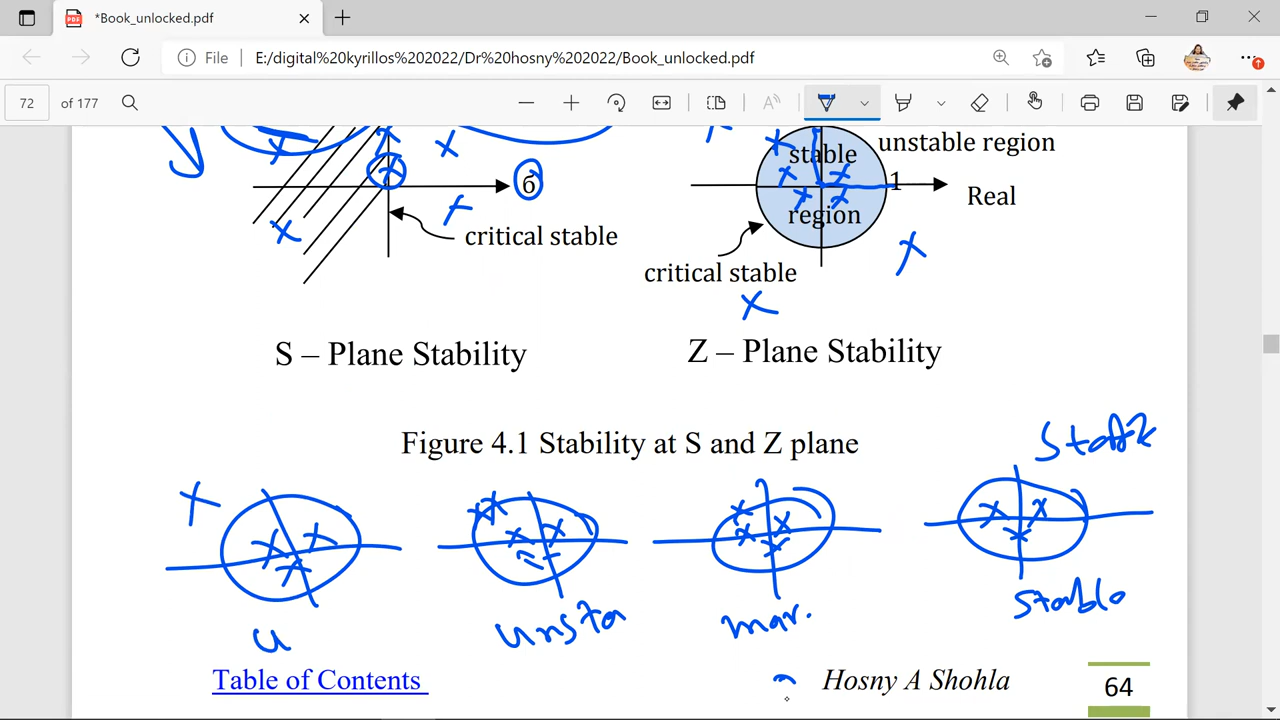 *Book_unlocked.pdf
File E:/digital%20kyrillos%202022/Dr%20hosny%202022/Book_unlocked.pdf
72 of 177
unstable region
stable
б
1
Real
region
critical stable
critical stable
S – Plane Stability
Z – Plane Stability
Figure 4.1 Stability at S and Z plane
u
unsta
mar.
stable
Table of Contents
Hosny A Shohla
64